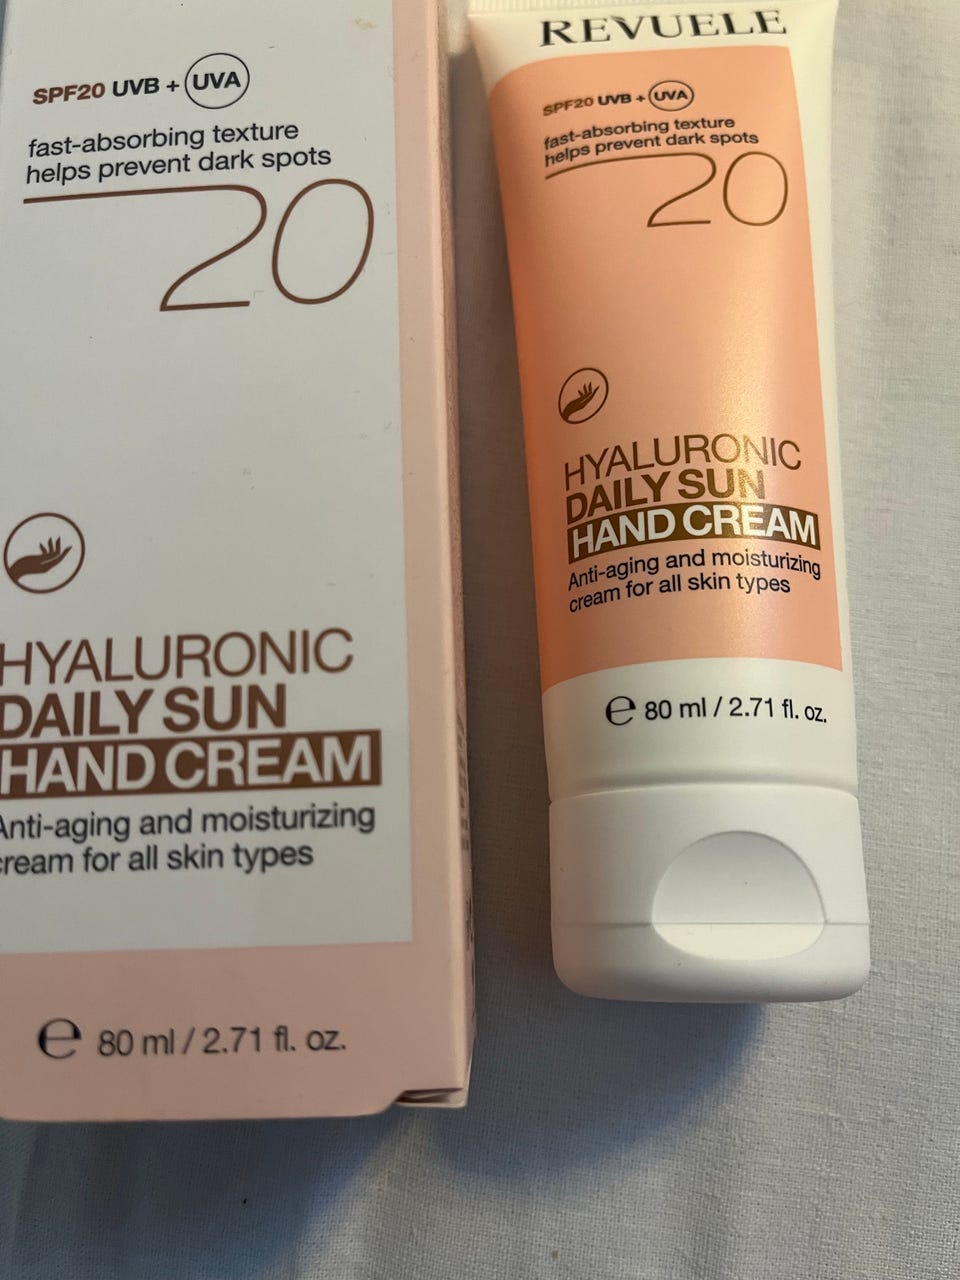 SPF20 UVB + UVA
fast-absorbing texture
helps prevent dark spots
20
HYALURONIC
DAILY SUN
HAND CREAM
Anti-aging and moisturizing
cream for all skin types
e 80 ml / 2.71 fl. oz.
REVUELE
SPF20 UVB + UVA
fast-absorbing texture
helps prevent dark spots
20
HYALURONIC
DAILY SUN
HAND CREAM
Anti-aging and moisturizing
cream for all skin types
e 80 ml / 2.71 fl. oz.